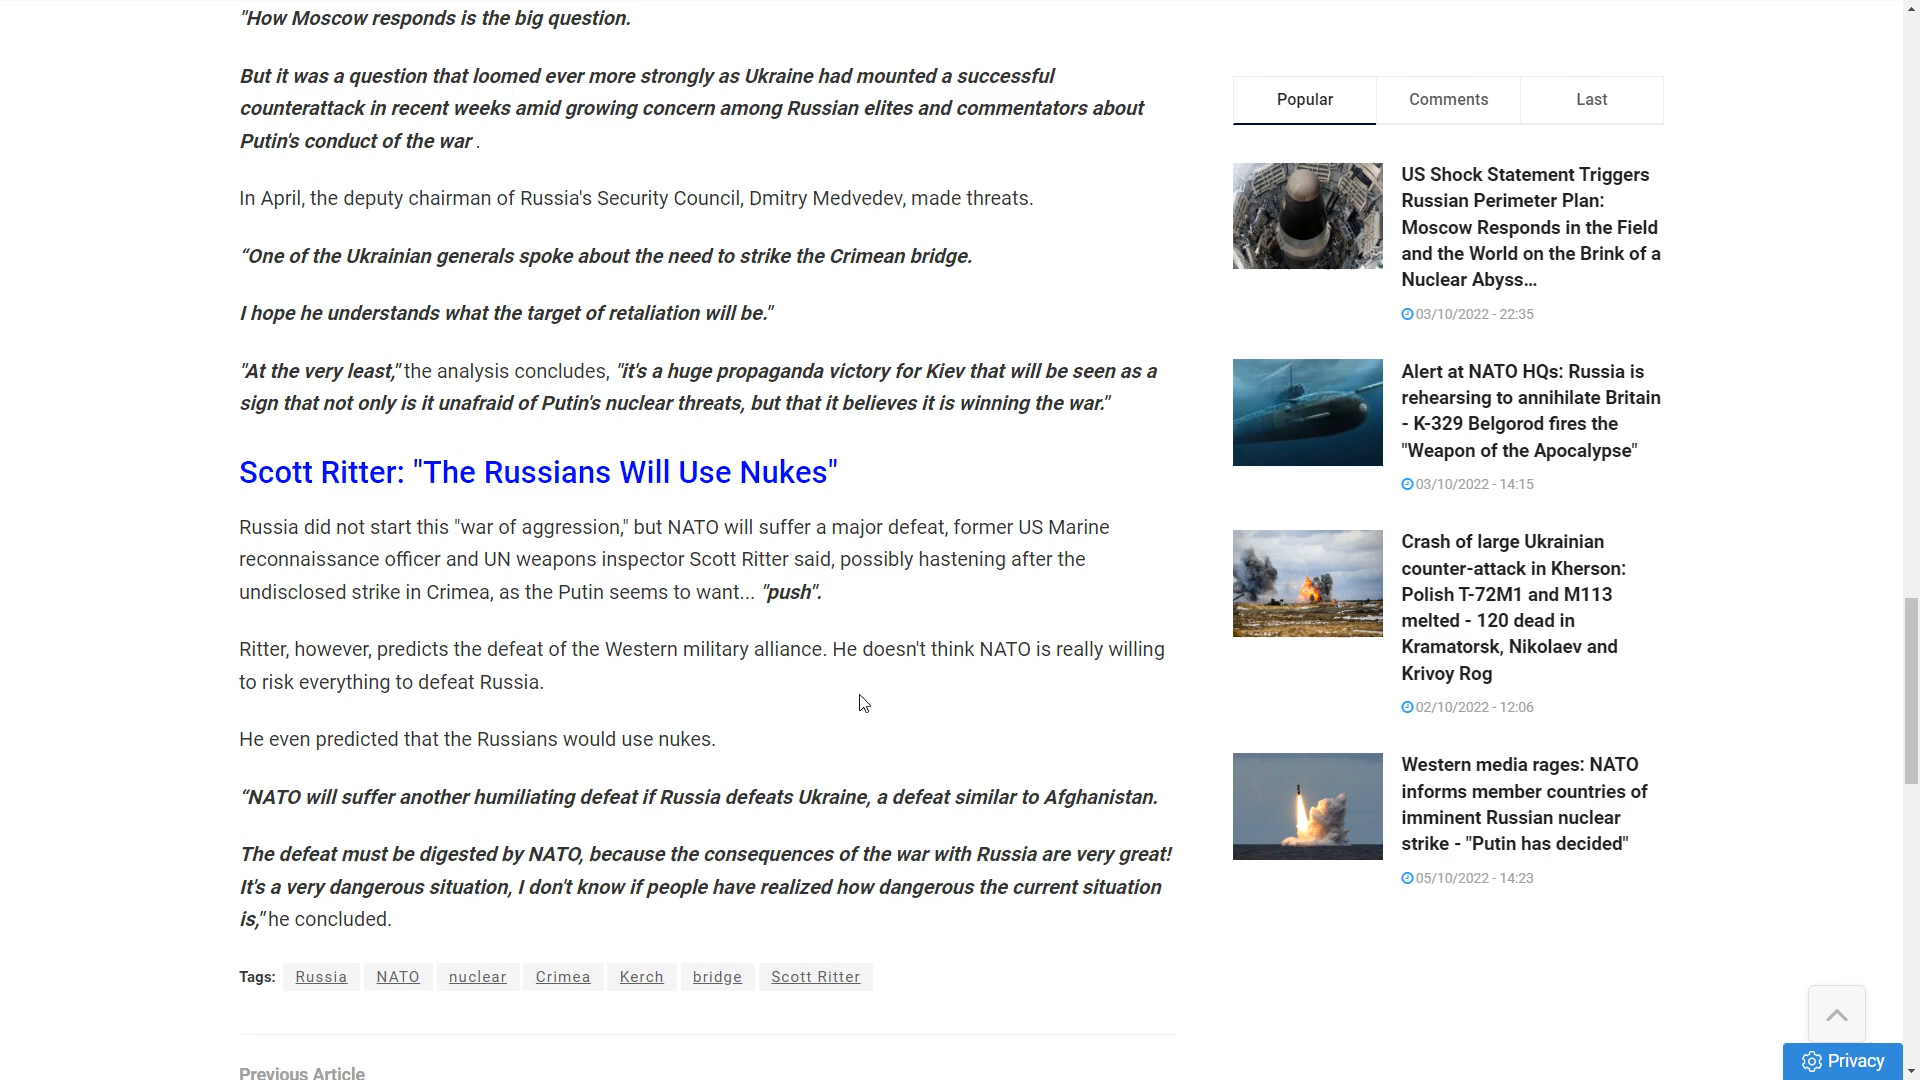 "How Moscow responds is the big question.
But it was a question that loomed ever more strongly as Ukraine had mounted a successful
counterattack in recent weeks amid growing concern among Russian elites and commentators about
Putin's conduct of the war .
In April, the deputy chairman of Russia's Security Council, Dmitry Medvedev, made threats.
“One of the Ukrainian generals spoke about the need to strike the Crimean bridge.
I hope he understands what the target of retaliation will be."
"At the very least," the analysis concludes, "it's a huge propaganda victory for Kiev that will be seen as a
sign that not only is it unafraid of Putin's nuclear threats, but that it believes it is winning the war."
Scott Ritter: "The Russians Will Use Nukes"
Russia did not start this "war of aggression," but NATO will suffer a major defeat, former US Marine
reconnaissance officer and UN weapons inspector Scott Ritter said, possibly hastening after the
undisclosed strike in Crimea, as the Putin seems to want... "push".
Ritter, however, predicts the defeat of the Western military alliance. He doesn't think NATO is really willing
to risk everything to defeat Russia.
He even predicted that the Russians would use nukes.
“NATO will suffer another humiliating defeat if Russia defeats Ukraine, a defeat similar to Afghanistan.
The defeat must be digested by NATO, because the consequences of the war with Russia are very great!
It's a very dangerous situation, I don't know if people have realized how dangerous the current situation
is," he concluded.
Tags: Russia NATO nuclear Crimea Kerch bridge Scott Ritter
Previous Article
Popular Comments Last
US Shock Statement Triggers
Russian Perimeter Plan:
Moscow Responds in the Field
and the World on the Brink of a
Nuclear Abyss...
03/10/2022 - 22:35
Alert at NATO HQs: Russia is
rehearsing to annihilate Britain
- K-329 Belgorod fires the
"Weapon of the Apocalypse"
03/10/2022 - 14:15
Crash of large Ukrainian
counter-attack in Kherson:
Polish T-72M1 and M113
melted - 120 dead in
Kramatorsk, Nikolaev and
Krivoy Rog
02/10/2022 - 12:06
Western media rages: NATO
informs member countries of
imminent Russian nuclear
strike - "Putin has decided"
05/10/2022 - 14:23
Privacy